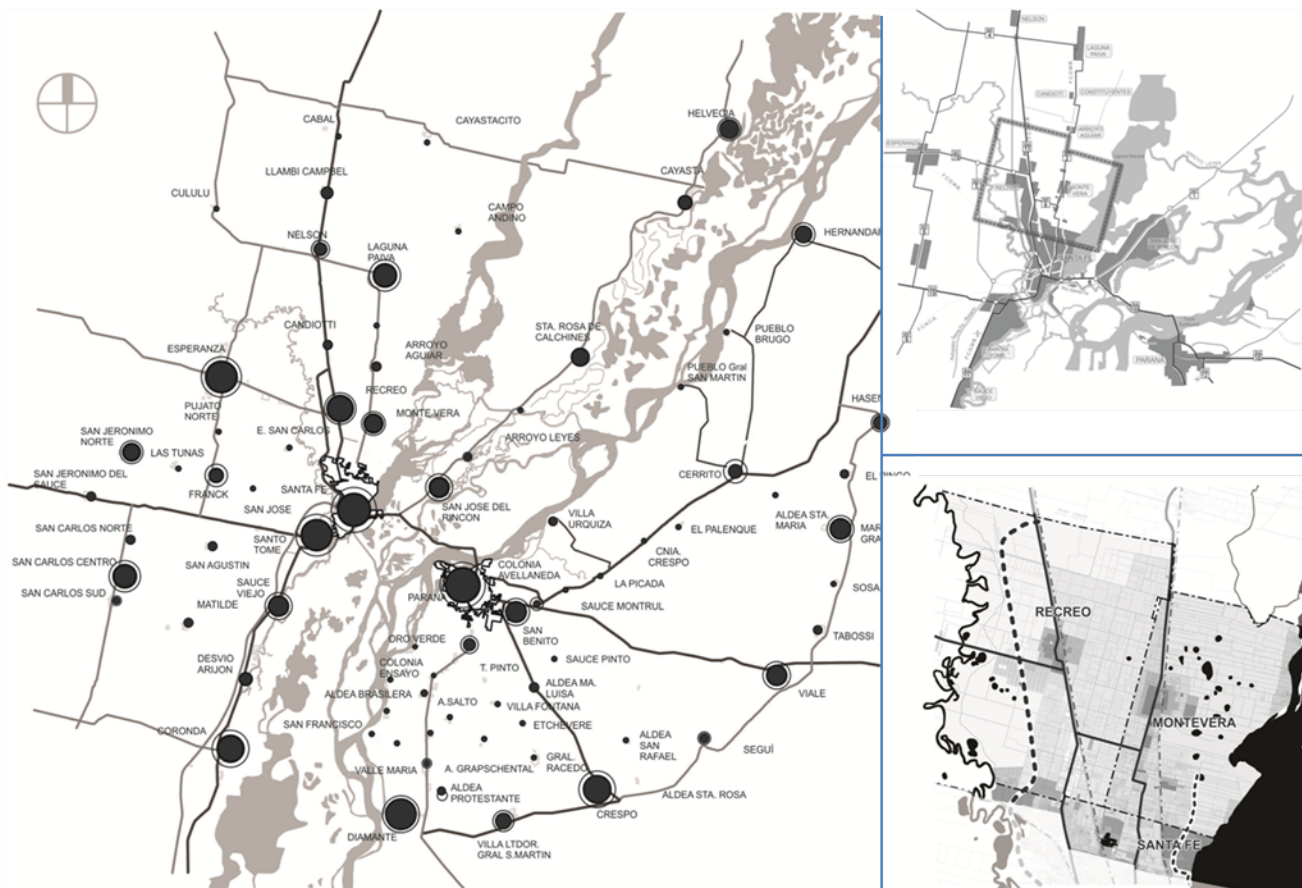 CABAL
CAYASTACITO
HELVECIA
LLAMBI CAMPBEL
CAYASTA
CULULU
CAMPO
ANDINO
NELSON
HERNANDAR
LAGUNA
PAIVA
CANDIOTTI
STA. ROSA DE
CALCHINES
PUEBLO
BRUGO
ESPERANZA
ARROYO
AGUIAR
PUEBLO Gral
SAN MARTIN
RECREO
PUJATO
NORTE
MONTE VERA
HASEN
SAN JERONIMO
NORTE
E. SAN CARLOS
ARROYO LEYES
LAS TUNAS
SAN JERONIMO DEL
SAUCE
FRANCK
SANTA FE
CERRITO
SAN JOSE
SAN JOSE DEL
RINCON
VILLA
URQUIZA
ALDEA STA.
MARIA
EL PALENQUE
SAN CARLOS NORTE
SANTO
TOME
MAR
GRA
CNIA.
CRESPO
SAN CARLOS CENTRO
SAN AGUSTIN
COLONIA
AVELLANEDA
LA PICADA
SAN CARLOS SUD
SAUCE
VIEJO
PARANA
SAUCE MONTRUL
SOSA
MATILDE
SAN
BENITO
TABOSSI
ORO VERDE
DESVIO
ARIJON
COLONIA
ENSAYO
T. PINTO
SAUCE PINTO
ALDEA BRASILERA
ALDEA MA.
LUISA
VIALE
A.SALTO
VILLA FONTANA
SAN FRANCISCO
ETCHEVERE
CORONDA
ALDEA
SAN
RAFAEL
SEGUÍ
VALLE MARIA
A. GRAPSCHENTAL
GRAL.
RACEDO
ALDEA
PROTESTANTE
ALDEA STA. ROSA
CRESPO
DIAMANTE
VILLA LTDOR.
GRAL S.MARTIN
NELSON
LAGUNA
PAIVA
CANDIOTI
CONSTITUYENTES
ARROYO
AGUIAR
ESPERANZA
MONTE
VERA
SANTA FE
PARANA
SAUCE
VIEJO
RECREO
MONTEVERA
SANTA FE